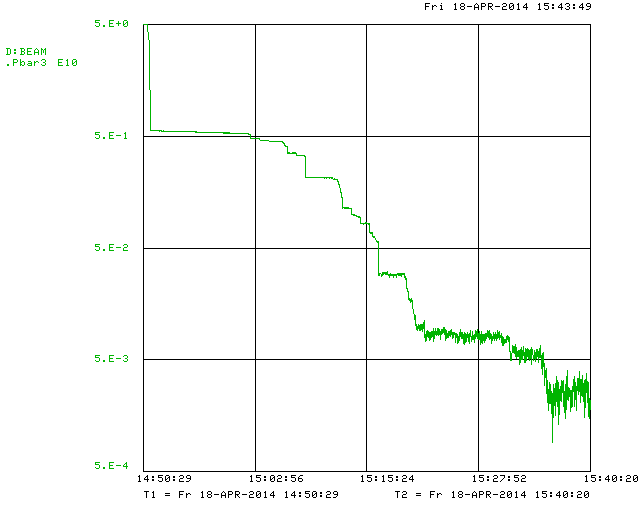 Fri 18-APR-2014 15:43:49
D:BEAM
.Pbar3 E10
5.E+0
5.E-1
5.E-2
5.E-3
5.E-4
14:50:29 15:02:56 15:15:24 15:27:52 15:40:20
T1 = Fr 18-APR-2014 14:50:29 T2 = Fr 18-APR-2014 15:40:20